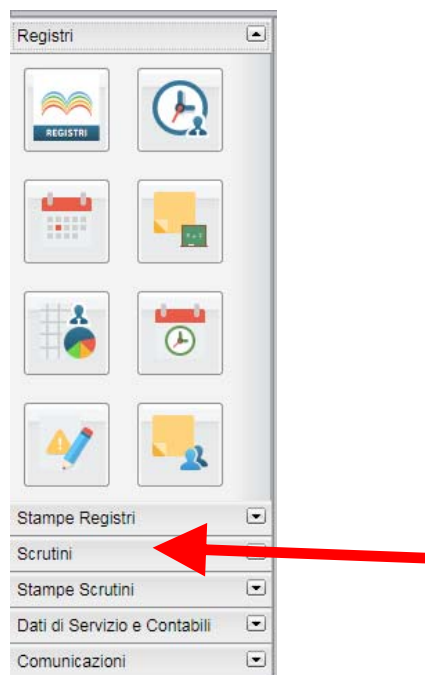 Registri
REGISTRI
Stampe Registri
Scrutini
Stampe Scrutini
Dati di Servizio e Contabili
Comunicazioni